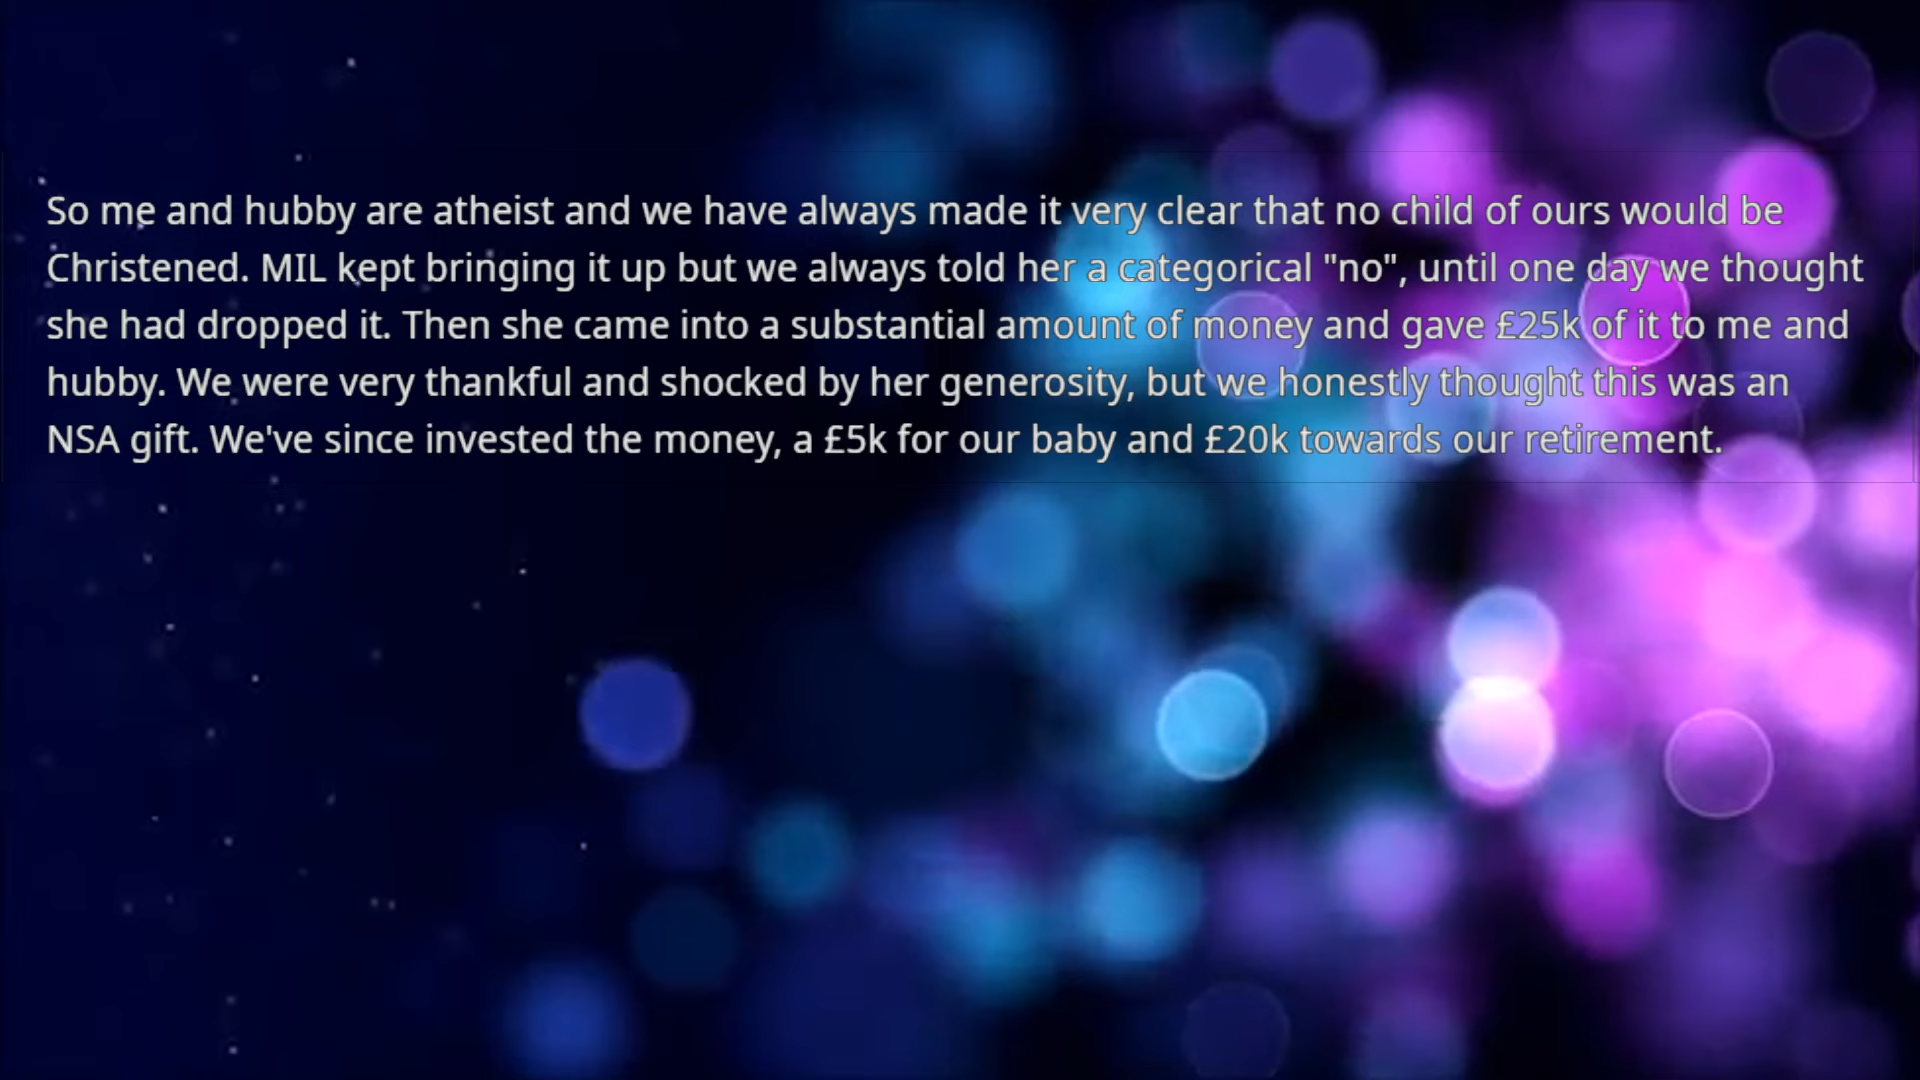 So me and hubby are atheist and we have always made it very clear that no child of ours would be
Christened. MIL kept bringing it up but we always told her a categorical "no", until one day we thought
she had dropped it. Then she came into a substantial amount of money and gave £25k of it to me and
hubby. We were very thankful and shocked by her generosity, but we honestly thought this was an
NSA gift. We've since invested the money, a £5k for our baby and £20k towards our retirement.